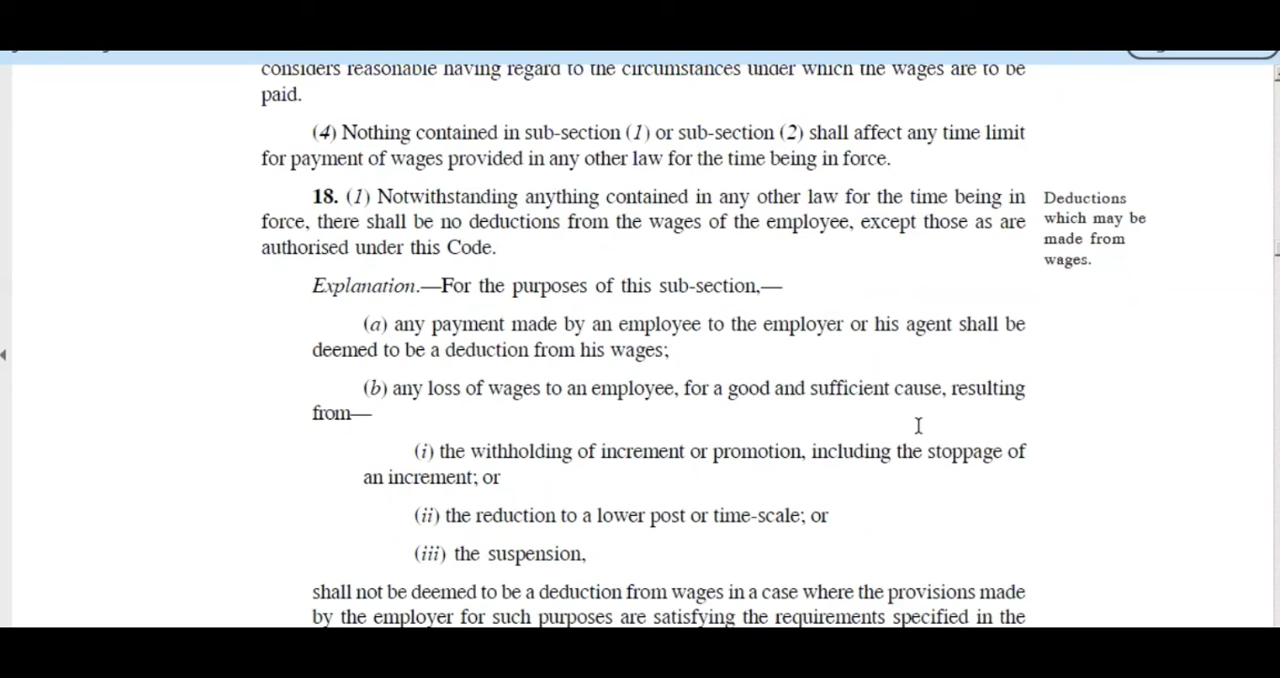 considers reasonable having regard to the circumstances under which the wages are to be
paid.
(4) Nothing contained in sub-section (1) or sub-section (2) shall affect any time limit
for payment of wages provided in any other law for the time being in force.
18. (1) Notwithstanding anything contained in any other law for the time being in
force, there shall be no deductions from the wages of the employee, except those as are
authorised under this Code.
Deductions
which may be
made from
wages.
Explanation.—For the purposes of this sub-section,—
(a) any payment made by an employee to the employer or his agent shall be
deemed to be a deduction from his wages;
(b) any loss of wages to an employee, for a good and sufficient cause, resulting
from—
(i) the withholding of increment or promotion, including the stoppage of
an increment; or
(ii) the reduction to a lower post or time-scale; or
(iii) the suspension,
shall not be deemed to be a deduction from wages in a case where the provisions made
by the employer for such purposes are satisfying the requirements specified in the